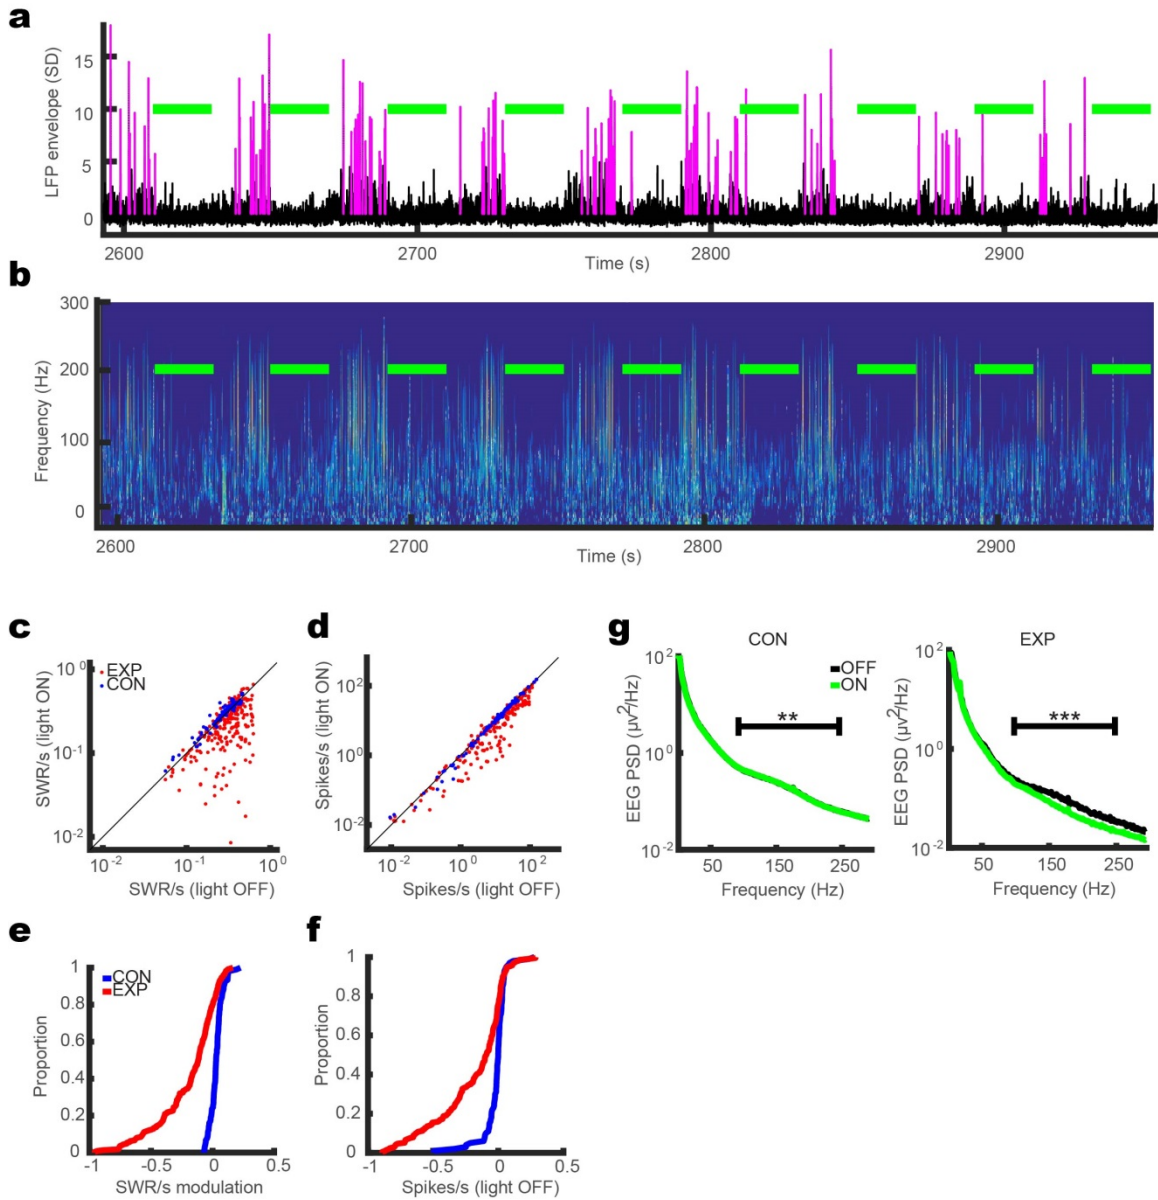 a
LFP envelope (SD)
15
10
5
0
2600 2700 2800 2900
Time (s)
b
Frequency (Hz)
300
200
100
0
2600 2700 2800 2900
Time (s)
c
SWR/s (light ON)
10^0
10^-1
10^-2
EXP
CON
10^-2 10^-1 10^0
SWR/s (light OFF)
d
Spikes/s (light ON)
10^2
10^0
10^-2
10^-2 10^0 10^2
Spikes/s (light OFF)
g
CON
EEG PSD (µv^2/Hz)
10^2
10^0
10^-2
OFF
ON
**
50 150 250
Frequency (Hz)
EXP
EEG PSD (µv^2/Hz)
10^2
10^0
10^-2
***
50 150 250
Frequency (Hz)
e
Proportion
1
0.8
0.6
0.4
0.2
0
CON
EXP
-1 -0.5 0 0.5
SWR/s modulation
f
Proportion
1
0.8
0.6
0.4
0.2
0
-1 -0.5 0 0.5
Spikes/s (light OFF)